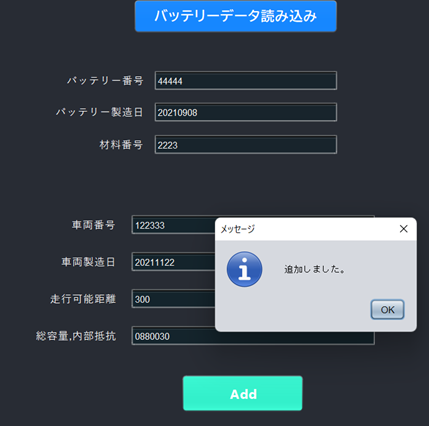 バッテリーデータ読み込み
バッテリー番号 44444
バッテリー製造日 20210908
材料番号 2223
車両番号 122333
メッセージ
車両製造日 20211122
追加しました。
走行可能距離 300
OK
総容量,内部抵抗 0880030
Add